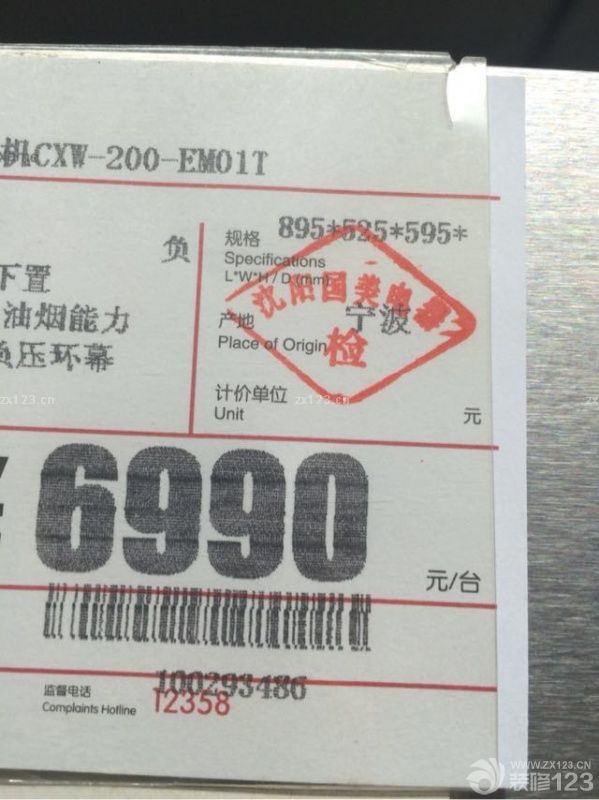 机CXW-200-EM01T
负
下置
油烟能力
负压环幕
规格 895*525*595*
Specifications
L*W*H / D (mm)
沈阳国美电器
检
产地 宁波
Place of Origin
计价单位
Unit
元
zx123.cn
zx123.cn
6990
元/台
100293486
监督电话
Complaints Hotline 12358
WWW.ZX123.CN
装修123